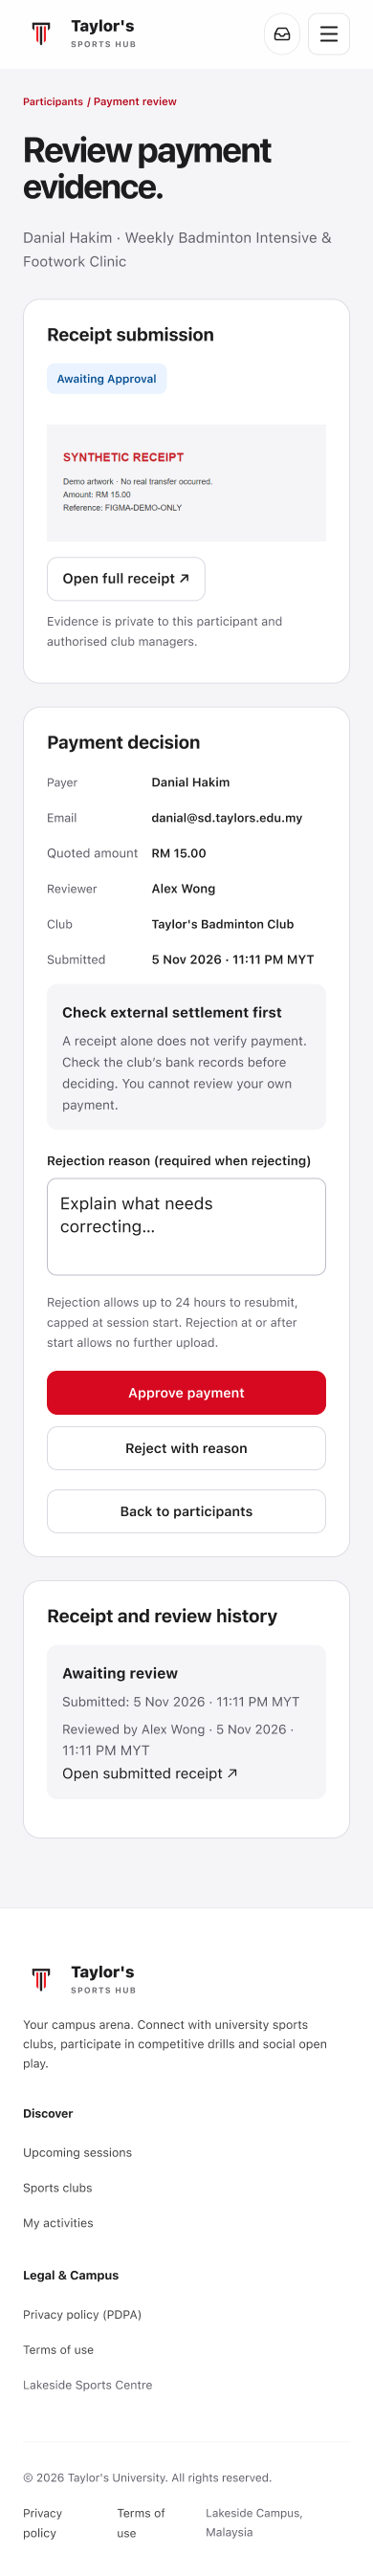 Taylor's
SPORTS HUB
Participants / Payment review
Review payment
evidence.
Danial Hakim · Weekly Badminton Intensive &
Footwork Clinic
Receipt submission
Awaiting Approval
SYNTHETIC RECEIPT
Demo artwork · No real transfer occurred.
Amount: RM 15.00
Reference: FIGMA-DEMO-ONLY
Open full receipt ↗
Evidence is private to this participant and
authorised club managers.
Payment decision
Payer Danial Hakim
Email danial@sd.taylors.edu.my
Quoted amount RM 15.00
Reviewer Alex Wong
Club Taylor's Badminton Club
Submitted 5 Nov 2026 · 11:11 PM MYT
Check external settlement first
A receipt alone does not verify payment.
Check the club’s bank records before
deciding. You cannot review your own
payment.
Rejection reason (required when rejecting)
Explain what needs
correcting...
Rejection allows up to 24 hours to resubmit,
capped at session start. Rejection at or after
start allows no further upload.
Approve payment
Reject with reason
Back to participants
Receipt and review history
Awaiting review
Submitted: 5 Nov 2026 · 11:11 PM MYT
Reviewed by Alex Wong · 5 Nov 2026 ·
11:11 PM MYT
Open submitted receipt ↗
Taylor's
SPORTS HUB
Your campus arena. Connect with university sports
clubs, participate in competitive drills and social open
play.
Discover
Upcoming sessions
Sports clubs
My activities
Legal & Campus
Privacy policy (PDPA)
Terms of use
Lakeside Sports Centre
© 2026 Taylor's University. All rights reserved.
Privacy policy
Terms of use
Lakeside Campus, Malaysia